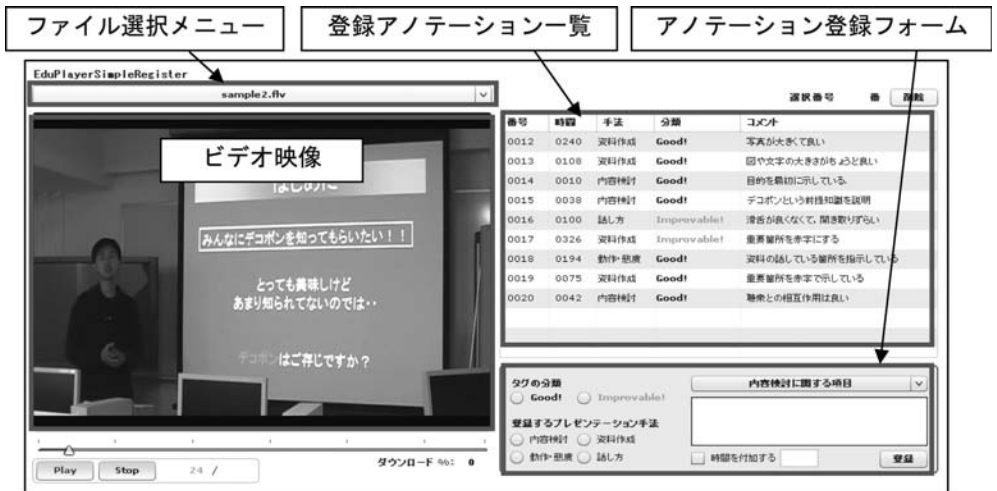 ファイル選択メニュー
登録アノテーション一覧
アノテーション登録フォーム
EduPlayerSimpleRegister
sample2.flv
選択番号 番 削除
ビデオ映像
はじめに
みんなにデコポンを知ってもらいたい！！
とっても美味しけど
あまり知られてないのでは・・
デコポンはご存じですか？
番号 時間 手法 分類 コメント
0012 0240 資料作成 Good! 写真が大きくて良い
0013 0108 資料作成 Good! 図や文字の大きさがちょうど良い
0014 0010 内容検討 Good! 目的を最初に示している.
0015 0038 内容検討 Good! デコポンという前提知識を説明
0016 0100 話し方 Improvable! 滑舌が良くなくて，聞き取りずらい
0017 0326 資料作成 Improvable! 重要箇所を赤字にする
0018 0194 動作・態度 Good! 資料の話している箇所を指示している
0019 0075 資料作成 Good! 重要箇所を赤字で示している
0020 0042 内容検討 Good! 聴衆との相互作用は良い
タグの分類
Good! Improvable!
登録するプレゼンテーション手法
内容検討 資料作成
動作・態度 話し方
内容検討に関する項目
時間を付加する 登録
Play Stop 24 /
ダウンロード %: 0